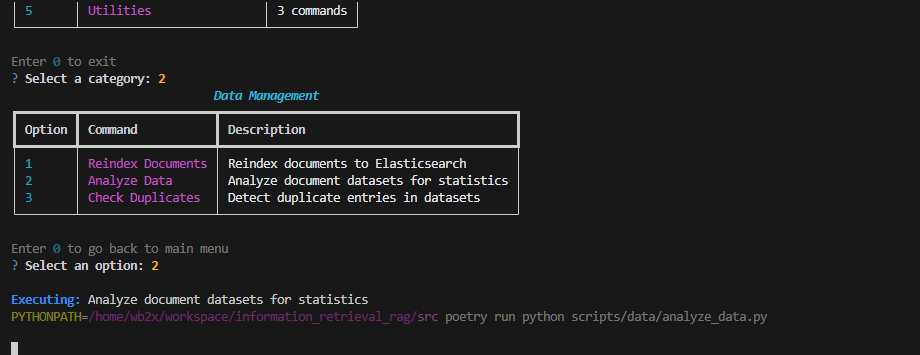 5 Utilities 3 commands
Enter 0 to exit
? Select a category: 2
Data Management
Option Command Description
1 Reindex Documents Reindex documents to Elasticsearch
2 Analyze Data Analyze document datasets for statistics
3 Check Duplicates Detect duplicate entries in datasets
Enter 0 to go back to main menu
? Select an option: 2
Executing: Analyze document datasets for statistics
PYTHONPATH=/home/wb2x/workspace/information_retrieval_rag/src poetry run python scripts/data/analyze_data.py